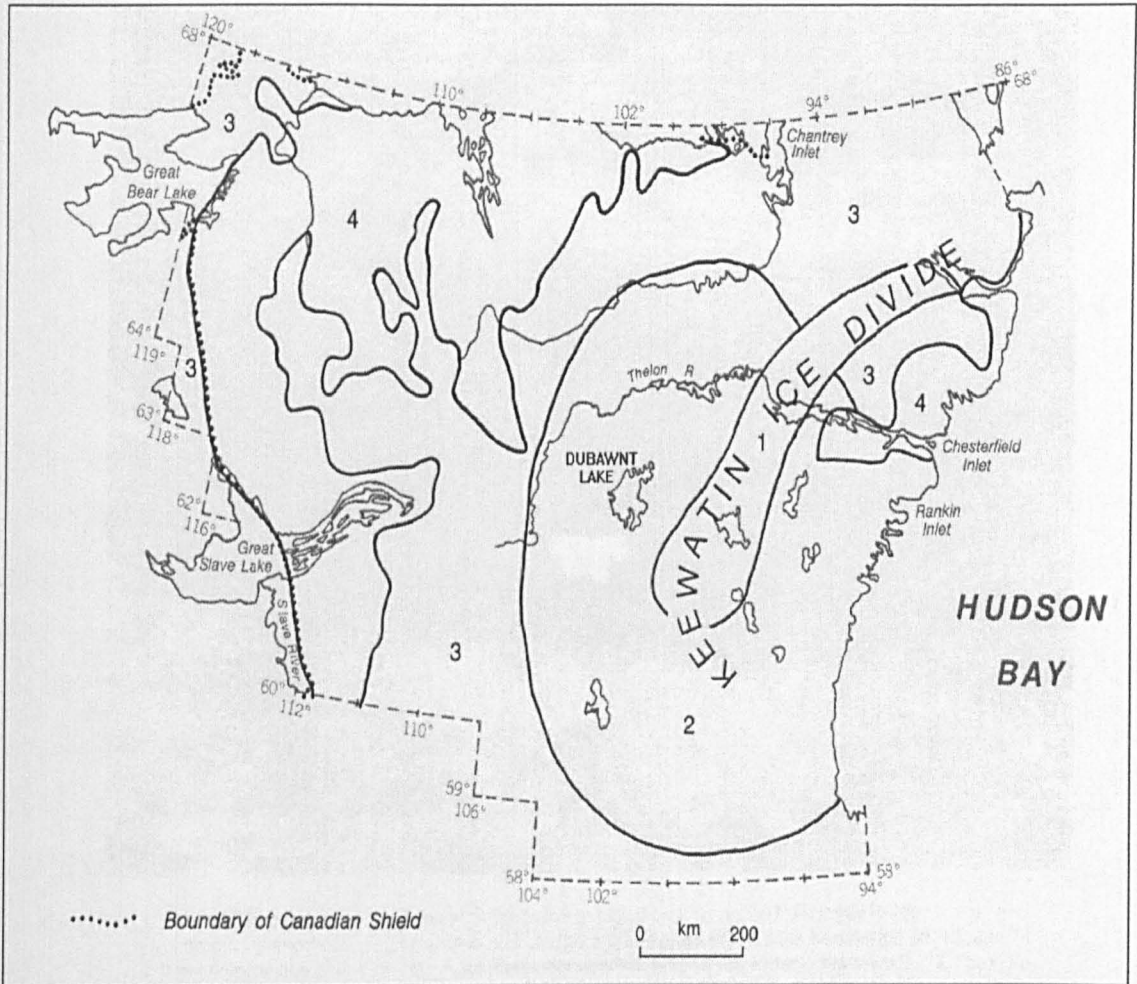 120°
68°
110°
102°
94°
86°
68°
3
Chantrey
Inlet
Great
Bear Lake
4
3
KEEWATIN ICE DIVIDE
64°
119°
3
63°
118°
Thelon R
3
4
1
Chesterfield
Inlet
DUBAWNT
LAKE
62°
116°
Rankin
Inlet
Great
Slave Lake
Slave River
HUDSON
BAY
3
60°
112°
110°
2
59°
106°
58°
104°
102°
94°
58°
Boundary of Canadian Shield
0 km 200